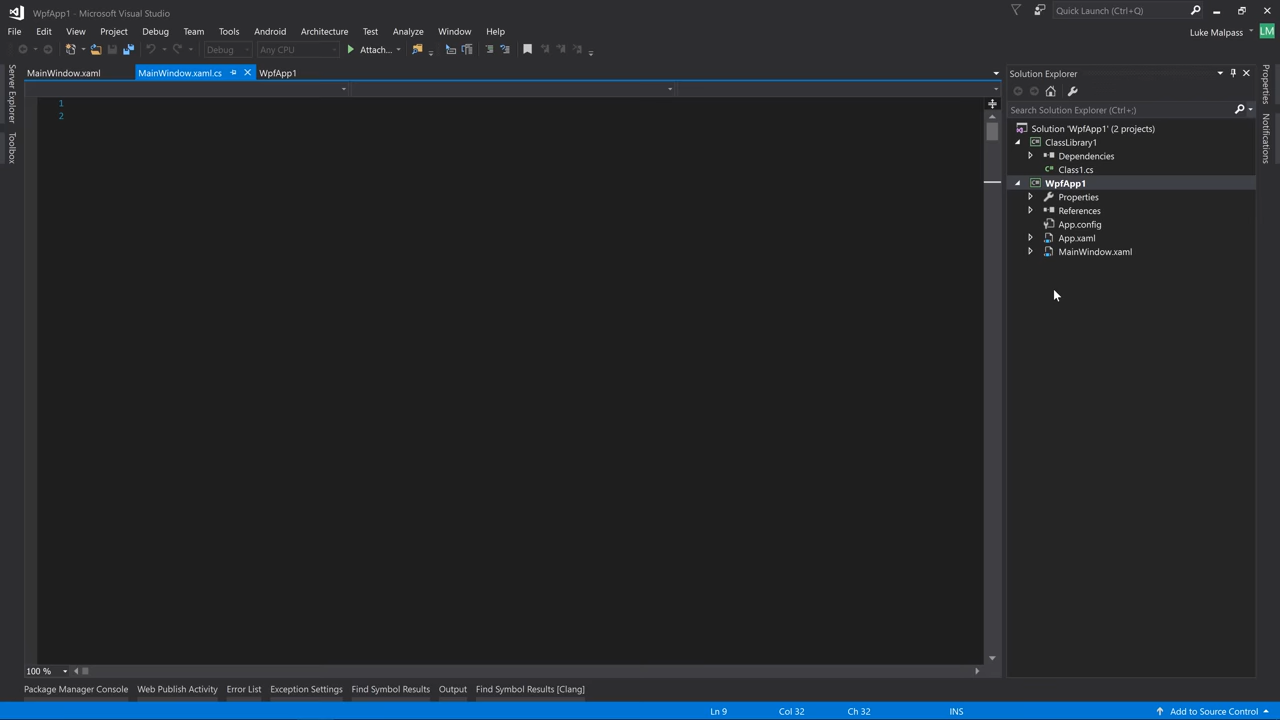 WpfApp1 - Microsoft Visual Studio
Quick Launch (Ctrl+Q)
File Edit View Project Debug Team Tools Android Architecture Test Analyze Window Help
Luke Malpass LM
Debug Any CPU Attach...
MainWindow.xaml MainWindow.xaml.cs WpfApp1
Server Explorer
Toolbox
1
2
Solution Explorer
Search Solution Explorer (Ctrl+;)
Solution 'WpfApp1' (2 projects)
ClassLibrary1
Dependencies
C# Class1.cs
WpfApp1
Properties
References
App.config
App.xaml
MainWindow.xaml
Properties
Notifications
100 %
Package Manager Console Web Publish Activity Error List Exception Settings Find Symbol Results Output Find Symbol Results [Clang]
Ln 9 Col 32 Ch 32 INS Add to Source Control